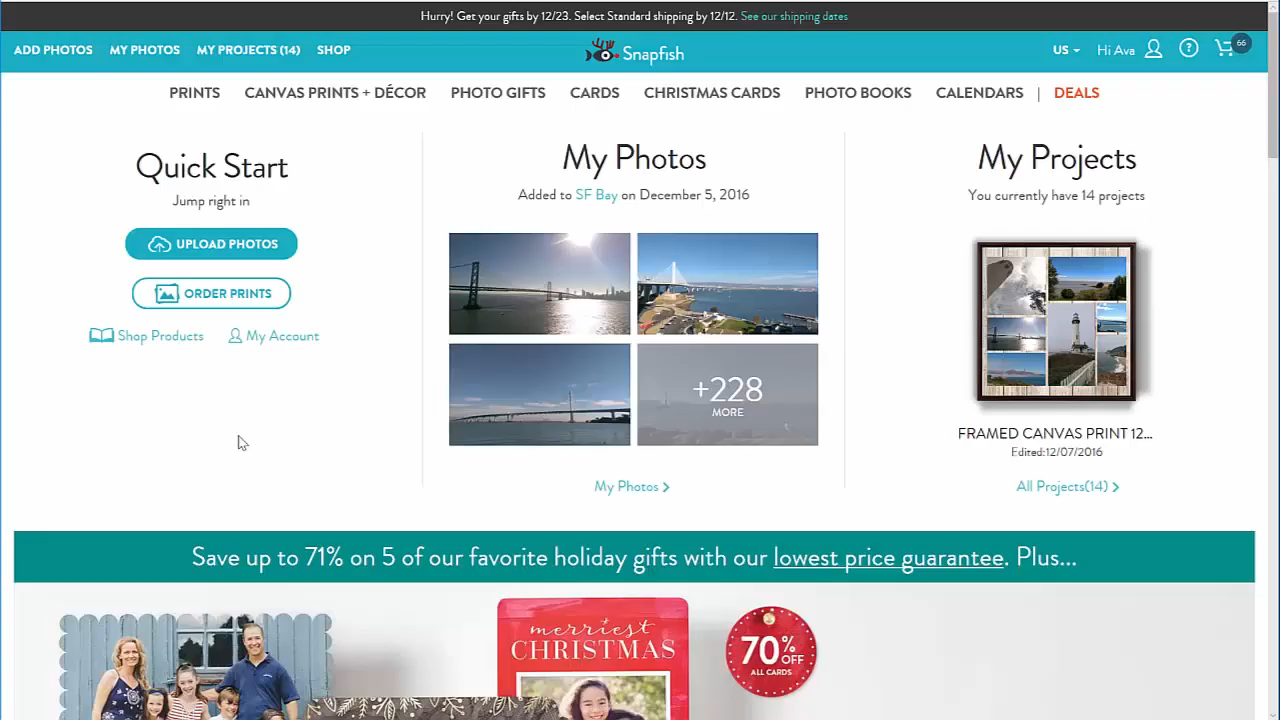 Hurry! Get your gifts by 12/23. Select Standard shipping by 12/12. See our shipping dates
ADD PHOTOS MY PHOTOS MY PROJECTS (14) SHOP Snapfish US Hi Ava ? 66
PRINTS CANVAS PRINTS + DÉCOR PHOTO GIFTS CARDS CHRISTMAS CARDS PHOTO BOOKS CALENDARS | DEALS
Quick Start
Jump right in
UPLOAD PHOTOS
ORDER PRINTS
Shop Products My Account
My Photos
Added to SF Bay on December 5, 2016
+228
MORE
My Photos >
My Projects
You currently have 14 projects
FRAMED CANVAS PRINT 12...
Edited:12/07/2016
All Projects(14) >
Save up to 71% on 5 of our favorite holiday gifts with our lowest price guarantee. Plus...
merriest
CHRISTMAS
70% OFF
ALL CARDS